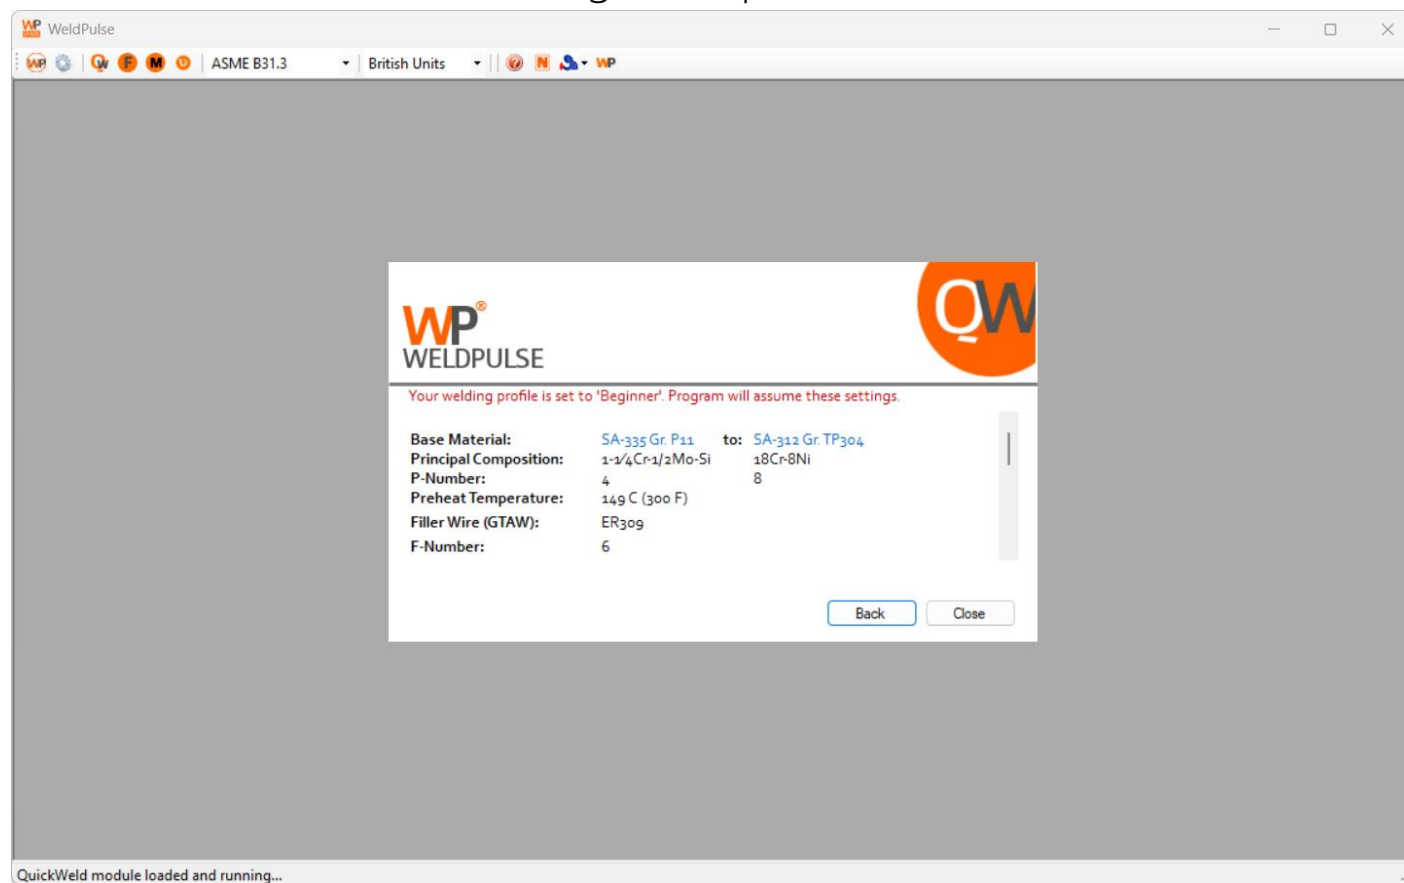 WeldPulse
ASME B31.3 British Units N WP
WP®
WELDPULSE
QW
Your welding profile is set to 'Beginner'. Program will assume these settings.
Base Material: SA-335 Gr. P11 to: SA-312 Gr. TP304
Principal Composition: 1-1/4Cr-1/2Mo-Si 18Cr-8Ni
P-Number: 4 8
Preheat Temperature: 149 C (300 F)
Filler Wire (GTAW): ER309
F-Number: 6
Back Close
QuickWeld module loaded and running...